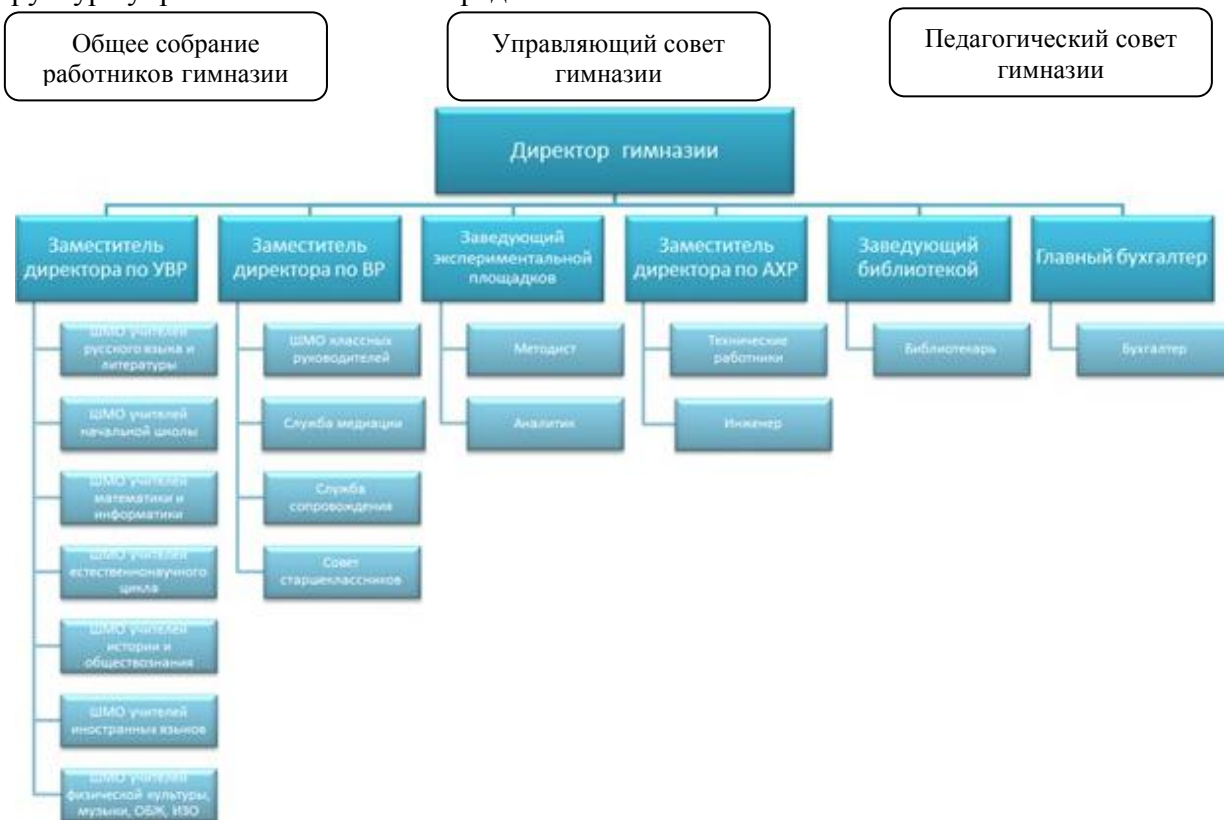 Общее собрание
работников гимназии
Управляющий совет
гимназии
Педагогический совет
гимназии
Директор гимназии
Заместитель
директора по УВР
Заместитель
директора по ВР
Заведующий
экспериментальной
площадков
Заместитель
директора по АХР
Заведующий
библиотекой
Главный бухгалтер
ШМО учителей
русского языка и
литературы
ШМО учителей
начальной школы
ШМО учителей
математики и
информатики
ШМО учителей
естественнонаучного
цикла
ШМО учителей
истории и
обществознания
ШМО учителей
иностранных языков
ШМО учителей
физической культуры,
музыки, ОБЖ, ИЗО
ШМО классных
руководителей
Служба медиации
Служба
сопровождения
Совет
старшеклассников
Методист
Аналитик
Технические
работники
Инженер
Библиотекарь
Бухгалтер